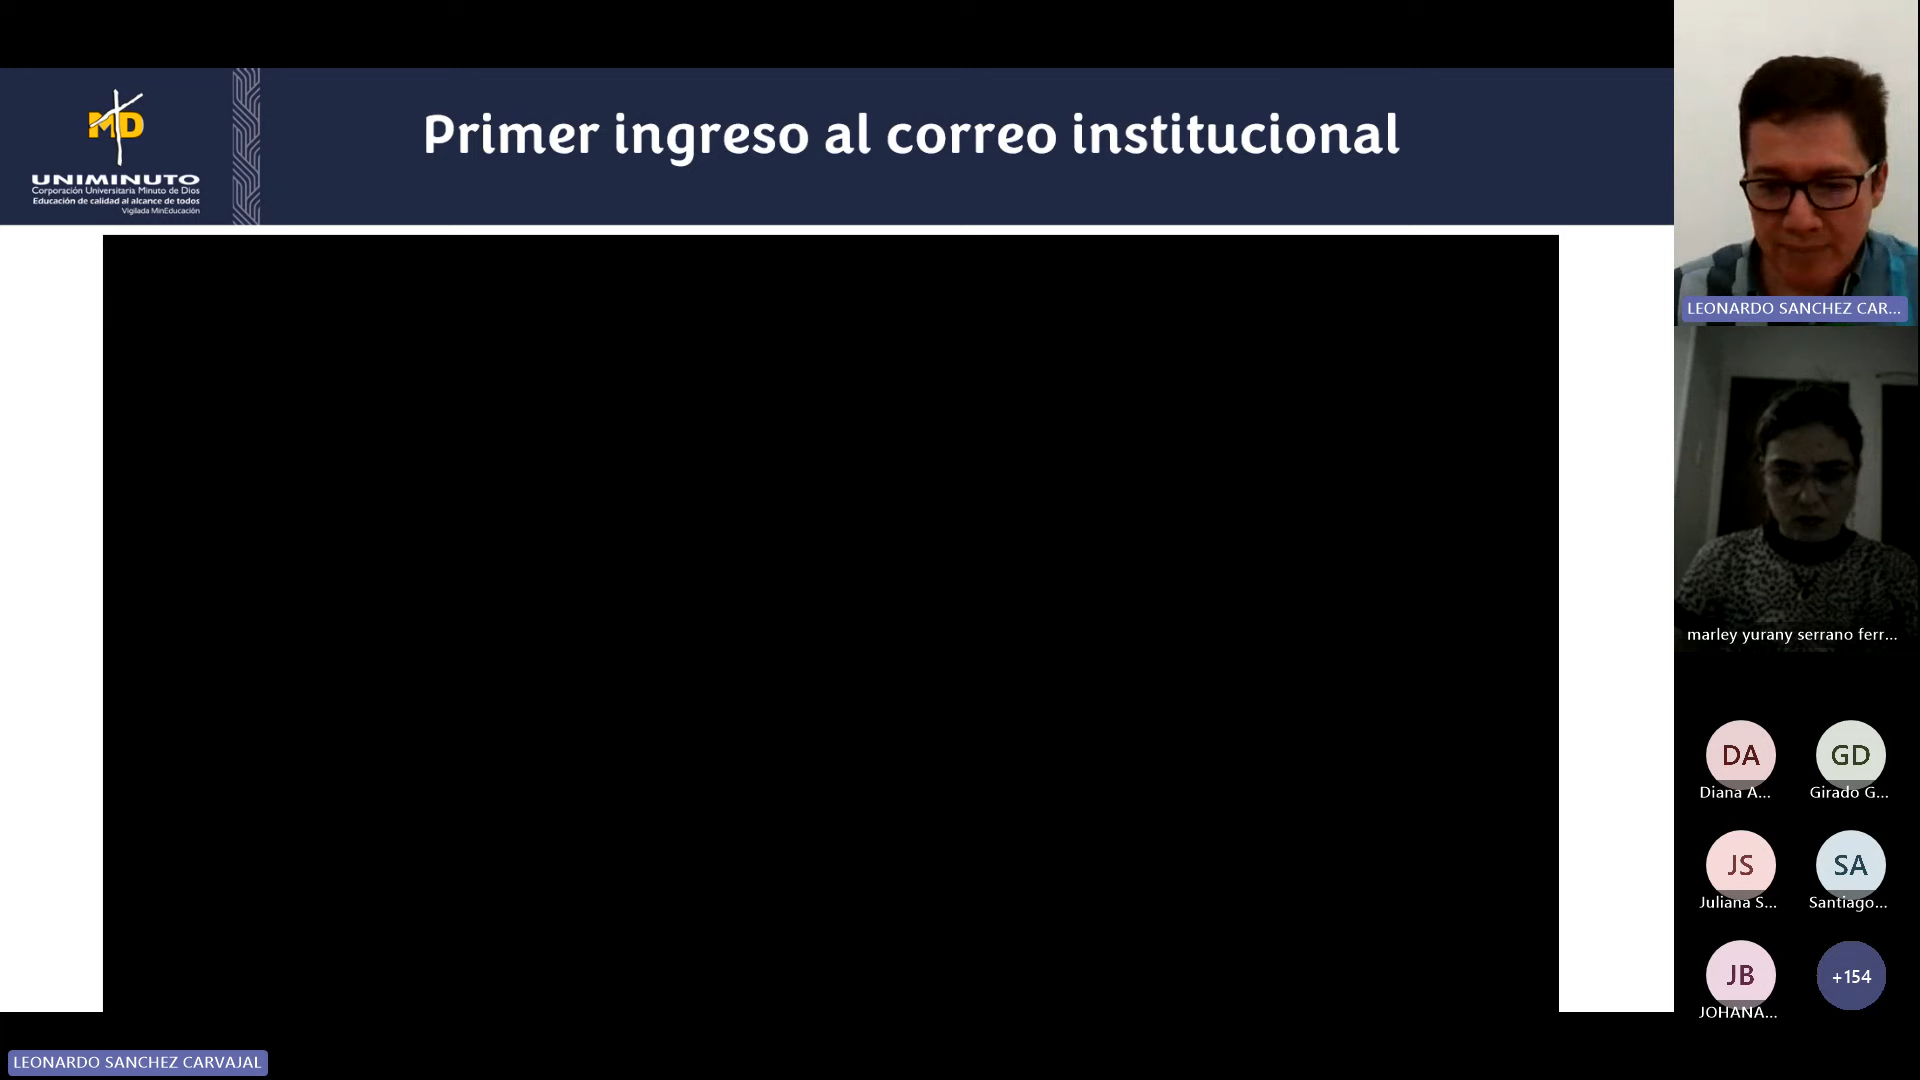 Primer ingreso al correo institucional
MD
UNIMINUTO
Corporación Universitaria Minuto de Dios
Educación de calidad al alcance de todos
Vigilada MinEducación
LEONARDO SANCHEZ CAR...
marley yurany serrano ferr...
DA
GD
Diana A...
Girado G...
JS
SA
Juliana S...
Santiago...
JB
+154
JOHANA...
LEONARDO SANCHEZ CARVAJAL